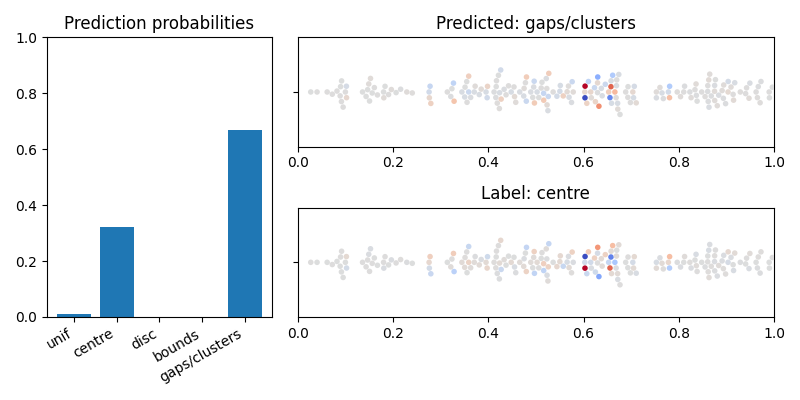 Prediction probabilities
1.0
0.8
0.6
0.4
0.2
0.0
unif
centre
disc
bounds
gaps/clusters
Predicted: gaps/clusters
0.0 0.2 0.4 0.6 0.8 1.0
Label: centre
0.0 0.2 0.4 0.6 0.8 1.0